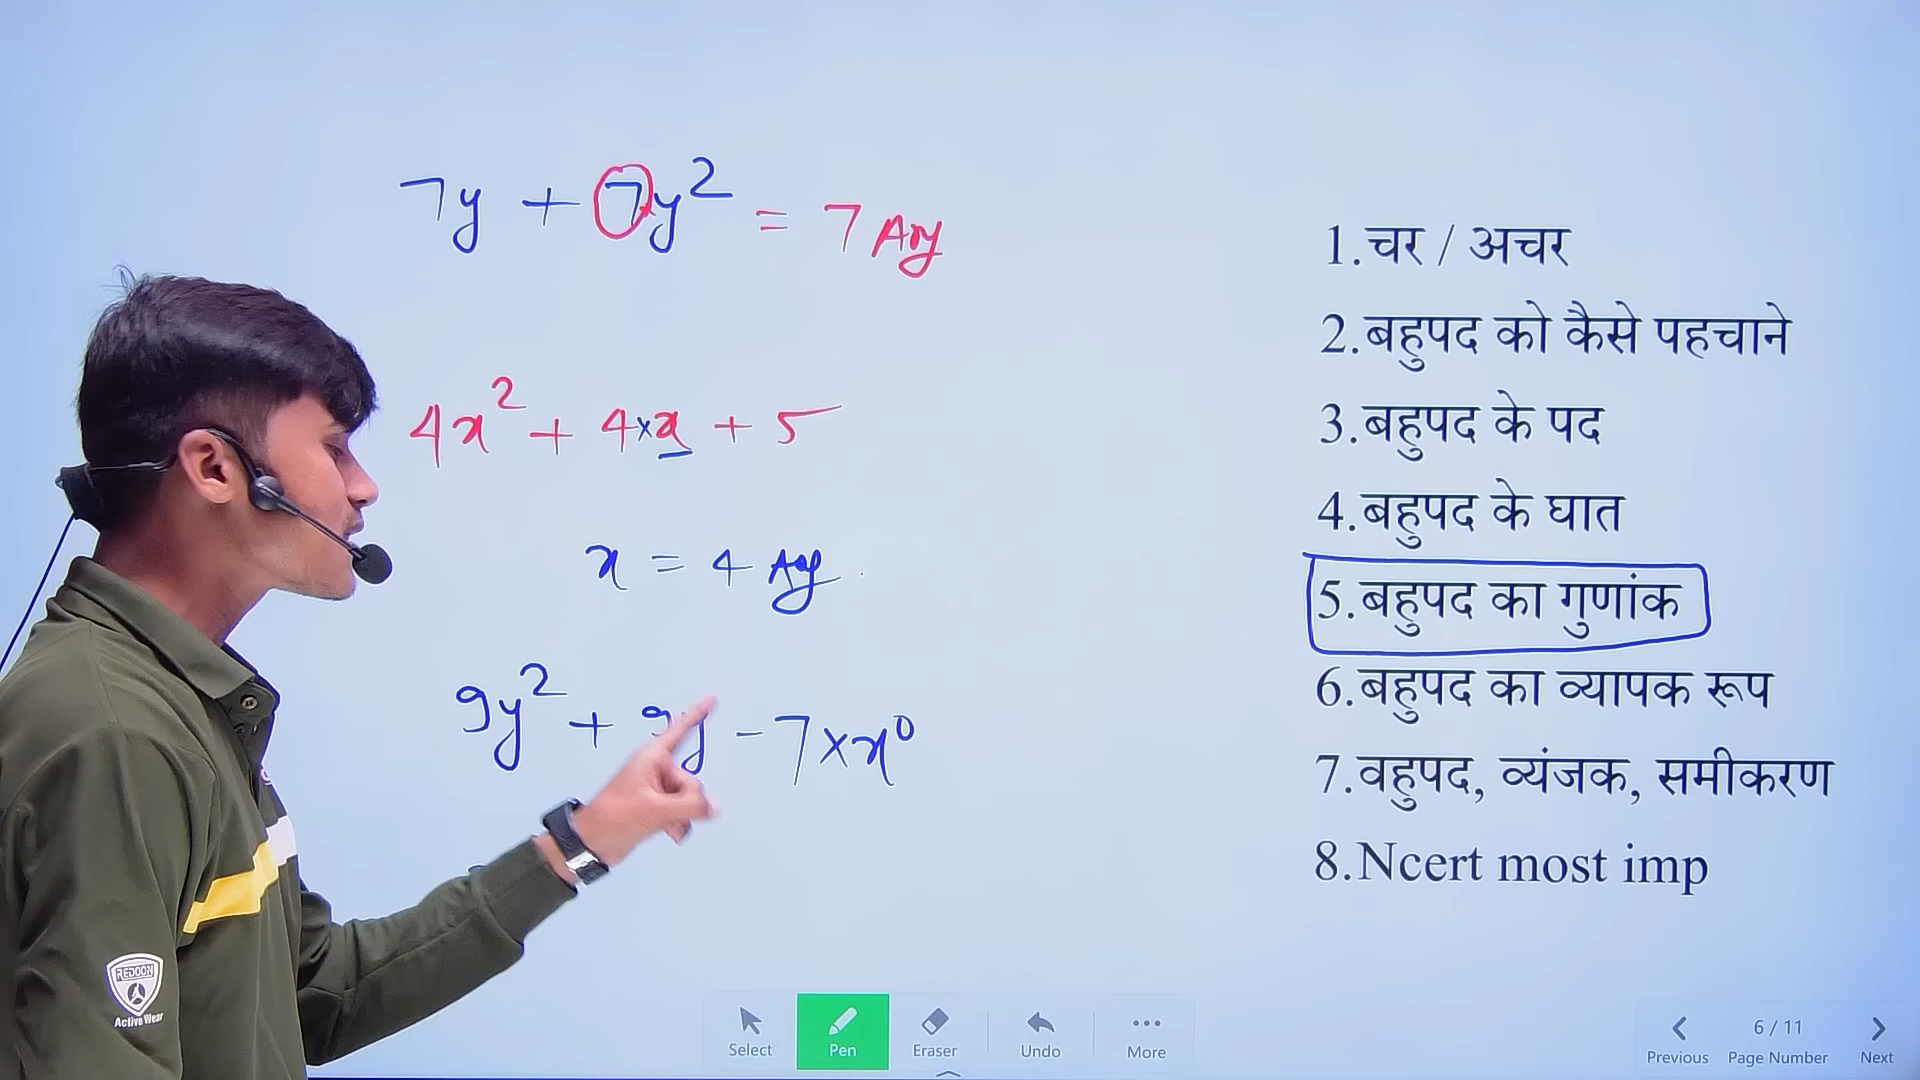 7y + 7y² = 7 Any
4x² + 4×x + 5
x = 4 Any
9y² + 9y - 7×x⁰
1.चर / अचर
2.बहुपद को कैसे पहचाने
3.बहुपद के पद
4.बहुपद के घात
5.बहुपद का गुणांक
6.बहुपद का व्यापक रूप
7.वहुपद, व्यंजक, समीकरण
8.Ncert most imp
REDOON
Active Wear
Select Pen Eraser Undo More
6 / 11
Previous Page Number Next